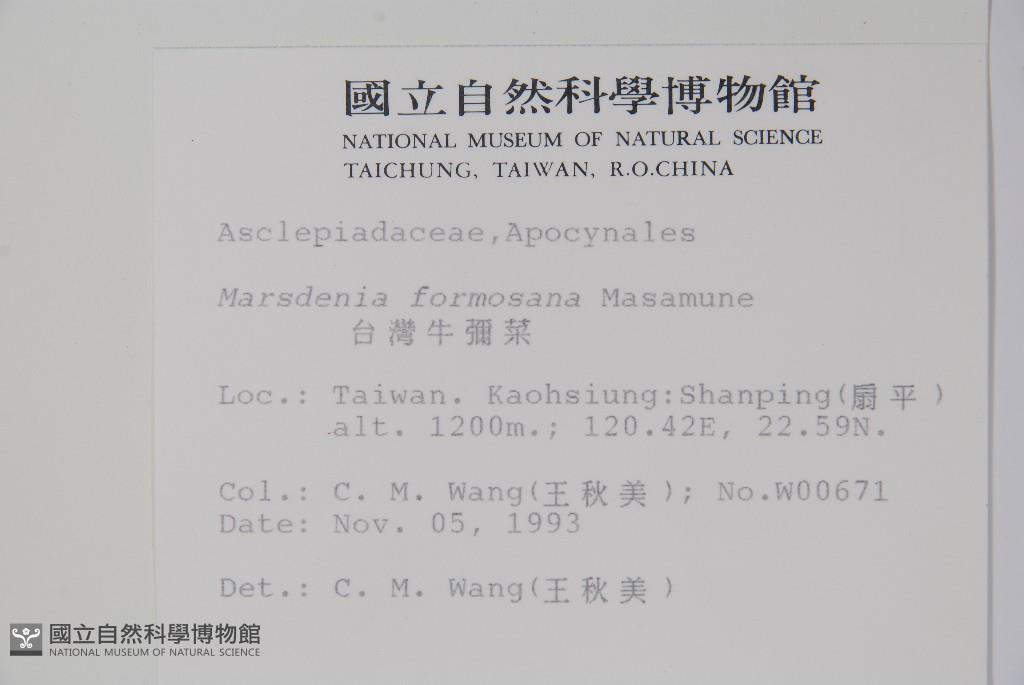 國立自然科學博物館
NATIONAL MUSEUM OF NATURAL SCIENCE
TAICHUNG, TAIWAN, R.O.CHINA
Asclepiadaceae,Apocynales
Marsdenia formosana Masamune
台灣牛彌菜
Loc.: Taiwan. Kaohsiung:Shanping(扇平)
alt. 1200m.; 120.42E, 22.59N.
Col.: C. M. Wang(王秋美); No.W00671
Date: Nov. 05, 1993
Det.: C. M. Wang(王秋美)
國立自然科學博物館
NATIONAL MUSEUM OF NATURAL SCIENCE